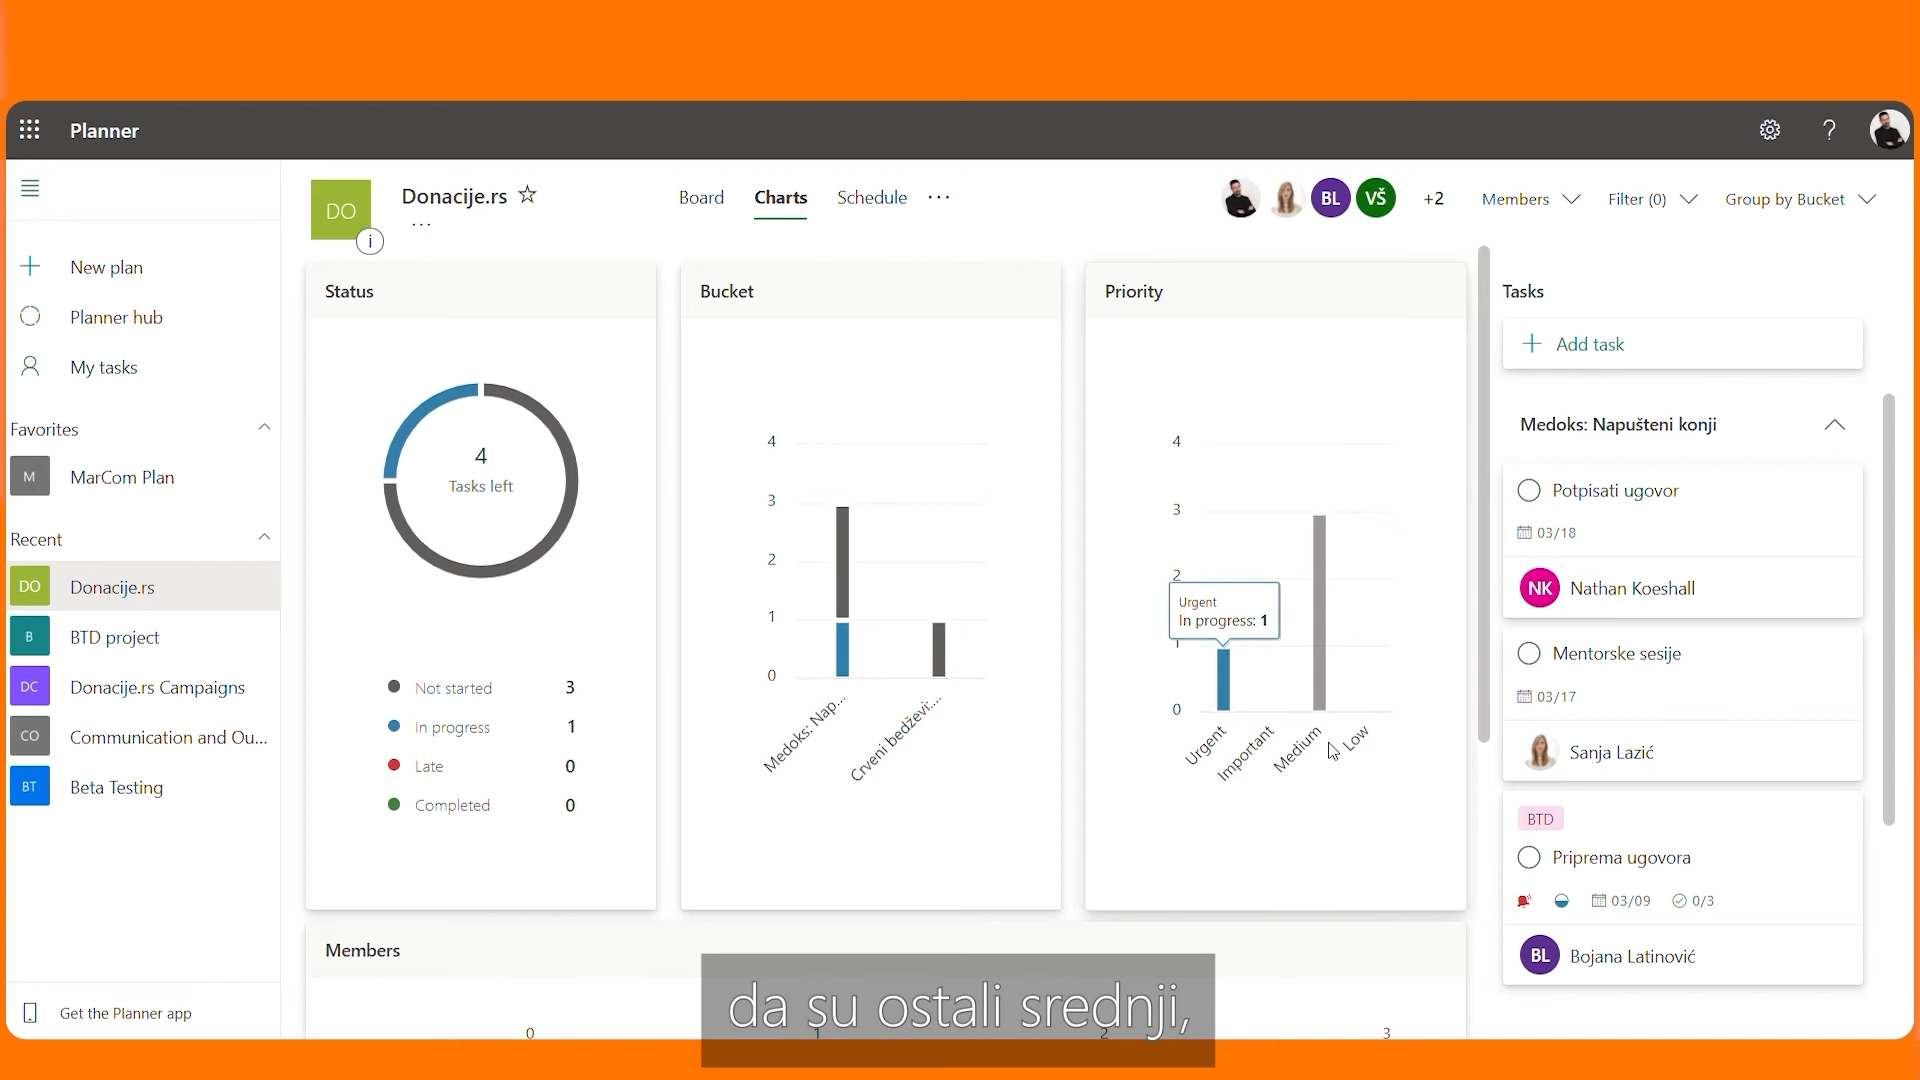 Planner
?
DO
i
Donacije.rs
Board
Charts
Schedule
BL
VŠ
+2
Members
Filter (0)
Group by Bucket
New plan
Planner hub
My tasks
Favorites
M
MarCom Plan
Recent
DO
Donacije.rs
B
BTD project
DC
Donacije.rs Campaigns
CO
Communication and Ou...
BT
Beta Testing
Get the Planner app
Status
4
Tasks left
Not started 3
In progress 1
Late 0
Completed 0
Bucket
4
3
2
1
0
Medoks: Nap...
Crveni bedževi:...
Priority
4
3
2
1
0
Urgent
In progress: 1
Urgent
Important
Medium
Low
Members
0
1
2
3
Tasks
Add task
Medoks: Napušteni konji
Potpisati ugovor
03/18
NK
Nathan Koeshall
Mentorske sesije
03/17
Sanja Lazić
BTD
Priprema ugovora
03/09
0/3
BL
Bojana Latinović
da su ostali srednji,